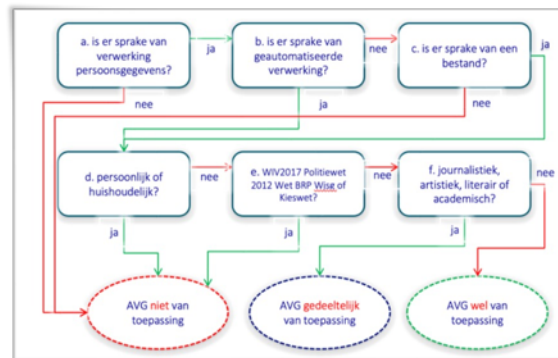 a. is er sprake van
verwerking
persoonsgegevens?
ja
b. is er sprake van
geautomatiseerde
verwerking?
nee
c. is er sprake van een
bestand?
ja
nee
ja
nee
d. persoonlijk of
huishoudelijk?
nee
e. WIV2017 Politiewet
2012 Wet BRP Wise of
Kieswet?
nee
f. journalistiek,
artistiek, literair of
academisch?
nee
ja
ja
ja
AVG niet van
toepassing
AVG gedeeltelijk
van toepassing
AVG wel van
toepassing